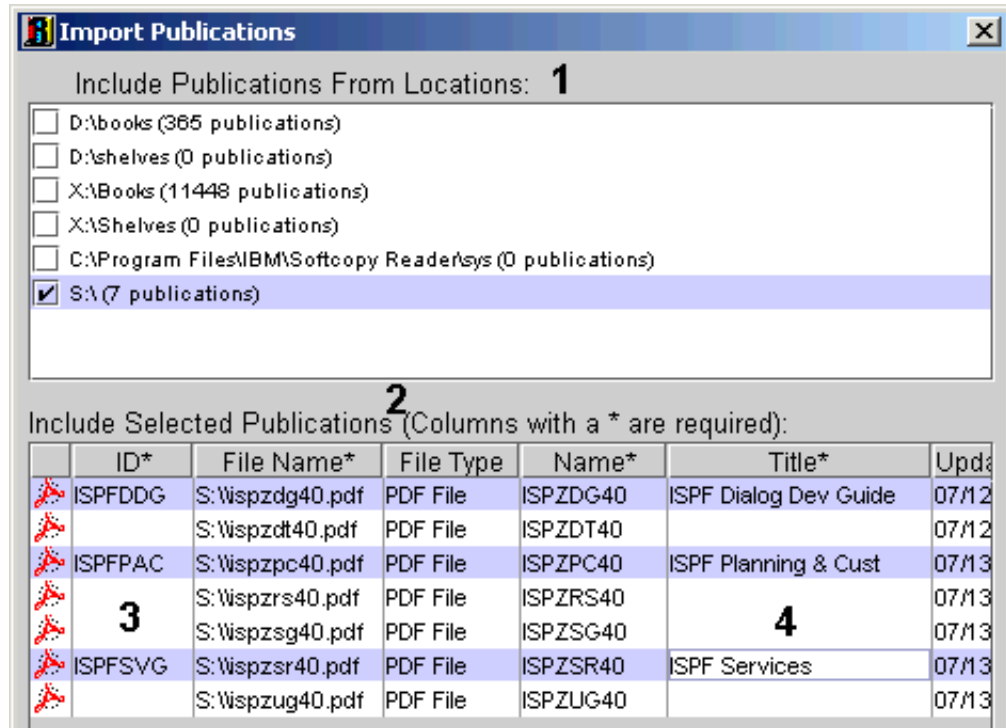 Import Publications
Include Publications From Locations: 1
D:\books (365 publications)
D:\shelves (0 publications)
X:\Books (11448 publications)
X:\Shelves (0 publications)
C:\Program Files\IBM\Softcopy Reader\sys (0 publications)
S:\ (7 publications)
2
Include Selected Publications (Columns with a * are required):
ID* File Name* File Type Name* Title* Upda
ISPFDDG S:\\ispzdg40.pdf PDF File ISPZDG40 ISPF Dialog Dev Guide 07/12
S:\\ispzdt40.pdf PDF File ISPZDT40 07/12
ISPFPAC S:\\ispzpc40.pdf PDF File ISPZPC40 ISPF Planning & Cust 07/13
S:\\ispzrs40.pdf PDF File ISPZRS40 07/13
3 4
S:\\ispzsg40.pdf PDF File ISPZSG40 07/13
ISPFSVG S:\\ispzsr40.pdf PDF File ISPZSR40 ISPF Services 07/13
S:\\ispzug40.pdf PDF File ISPZUG40 07/13